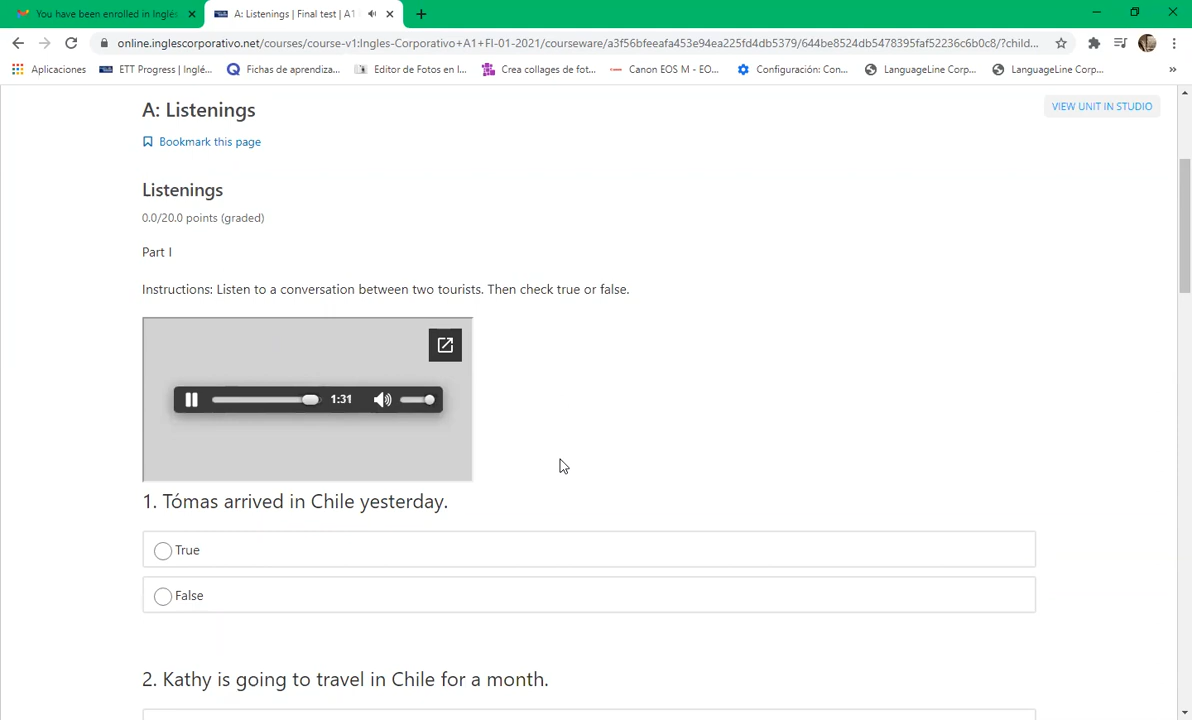 You have been enrolled in Inglés
A: Listenings | Final test | A1
online.inglescorporativo.net/courses/course-v1:Ingles-Corporativo+A1+FI-01-2021/courseware/a3f56bfeeafa453e94ea225fd4db5379/644be8524db5478395faf52236c6b0c8/?child...
Aplicaciones
ETT Progress | Inglé...
Fichas de aprendiza...
Editor de Fotos en l...
Crea collages de fot...
Canon EOS M - EO...
Configuración: Con...
LanguageLine Corp...
LanguageLine Corp...
»
A: Listenings
VIEW UNIT IN STUDIO
Bookmark this page
Listenings
0.0/20.0 points (graded)
Part I
Instructions: Listen to a conversation between two tourists. Then check true or false.
1:31
1. Tómas arrived in Chile yesterday.
True
False
2. Kathy is going to travel in Chile for a month.